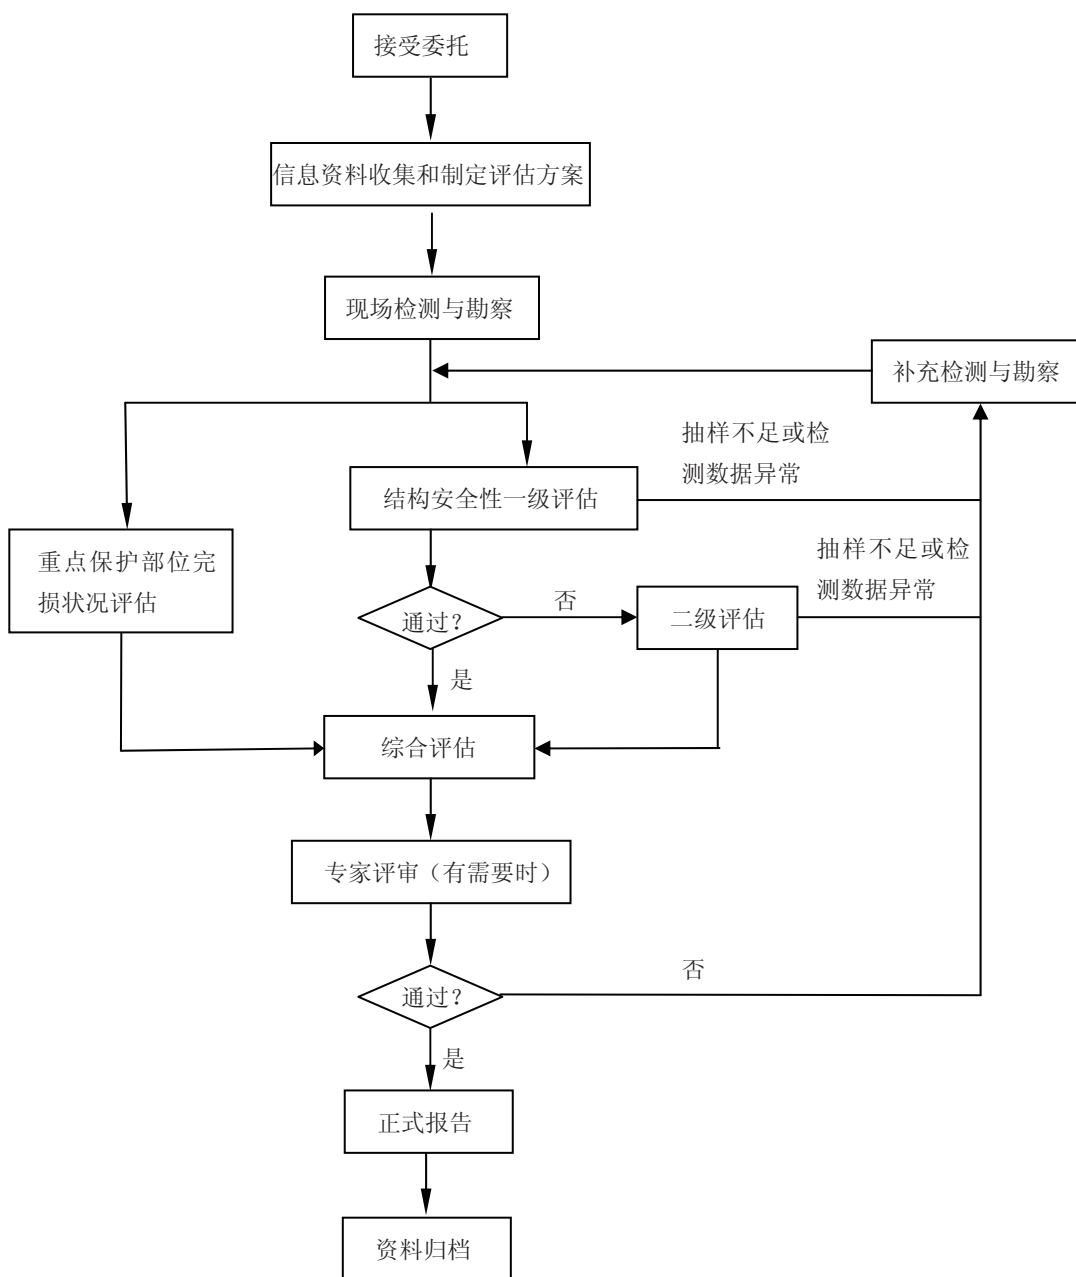 接受委托
信息资料收集和制定评估方案
现场检测与勘察
补充检测与勘察
抽样不足或检
测数据异常
结构安全性一级评估
重点保护部位完
损状况评估
抽样不足或检
测数据异常
通过？
否
二级评估
是
综合评估
专家评审（有需要时）
通过？
否
是
正式报告
资料归档